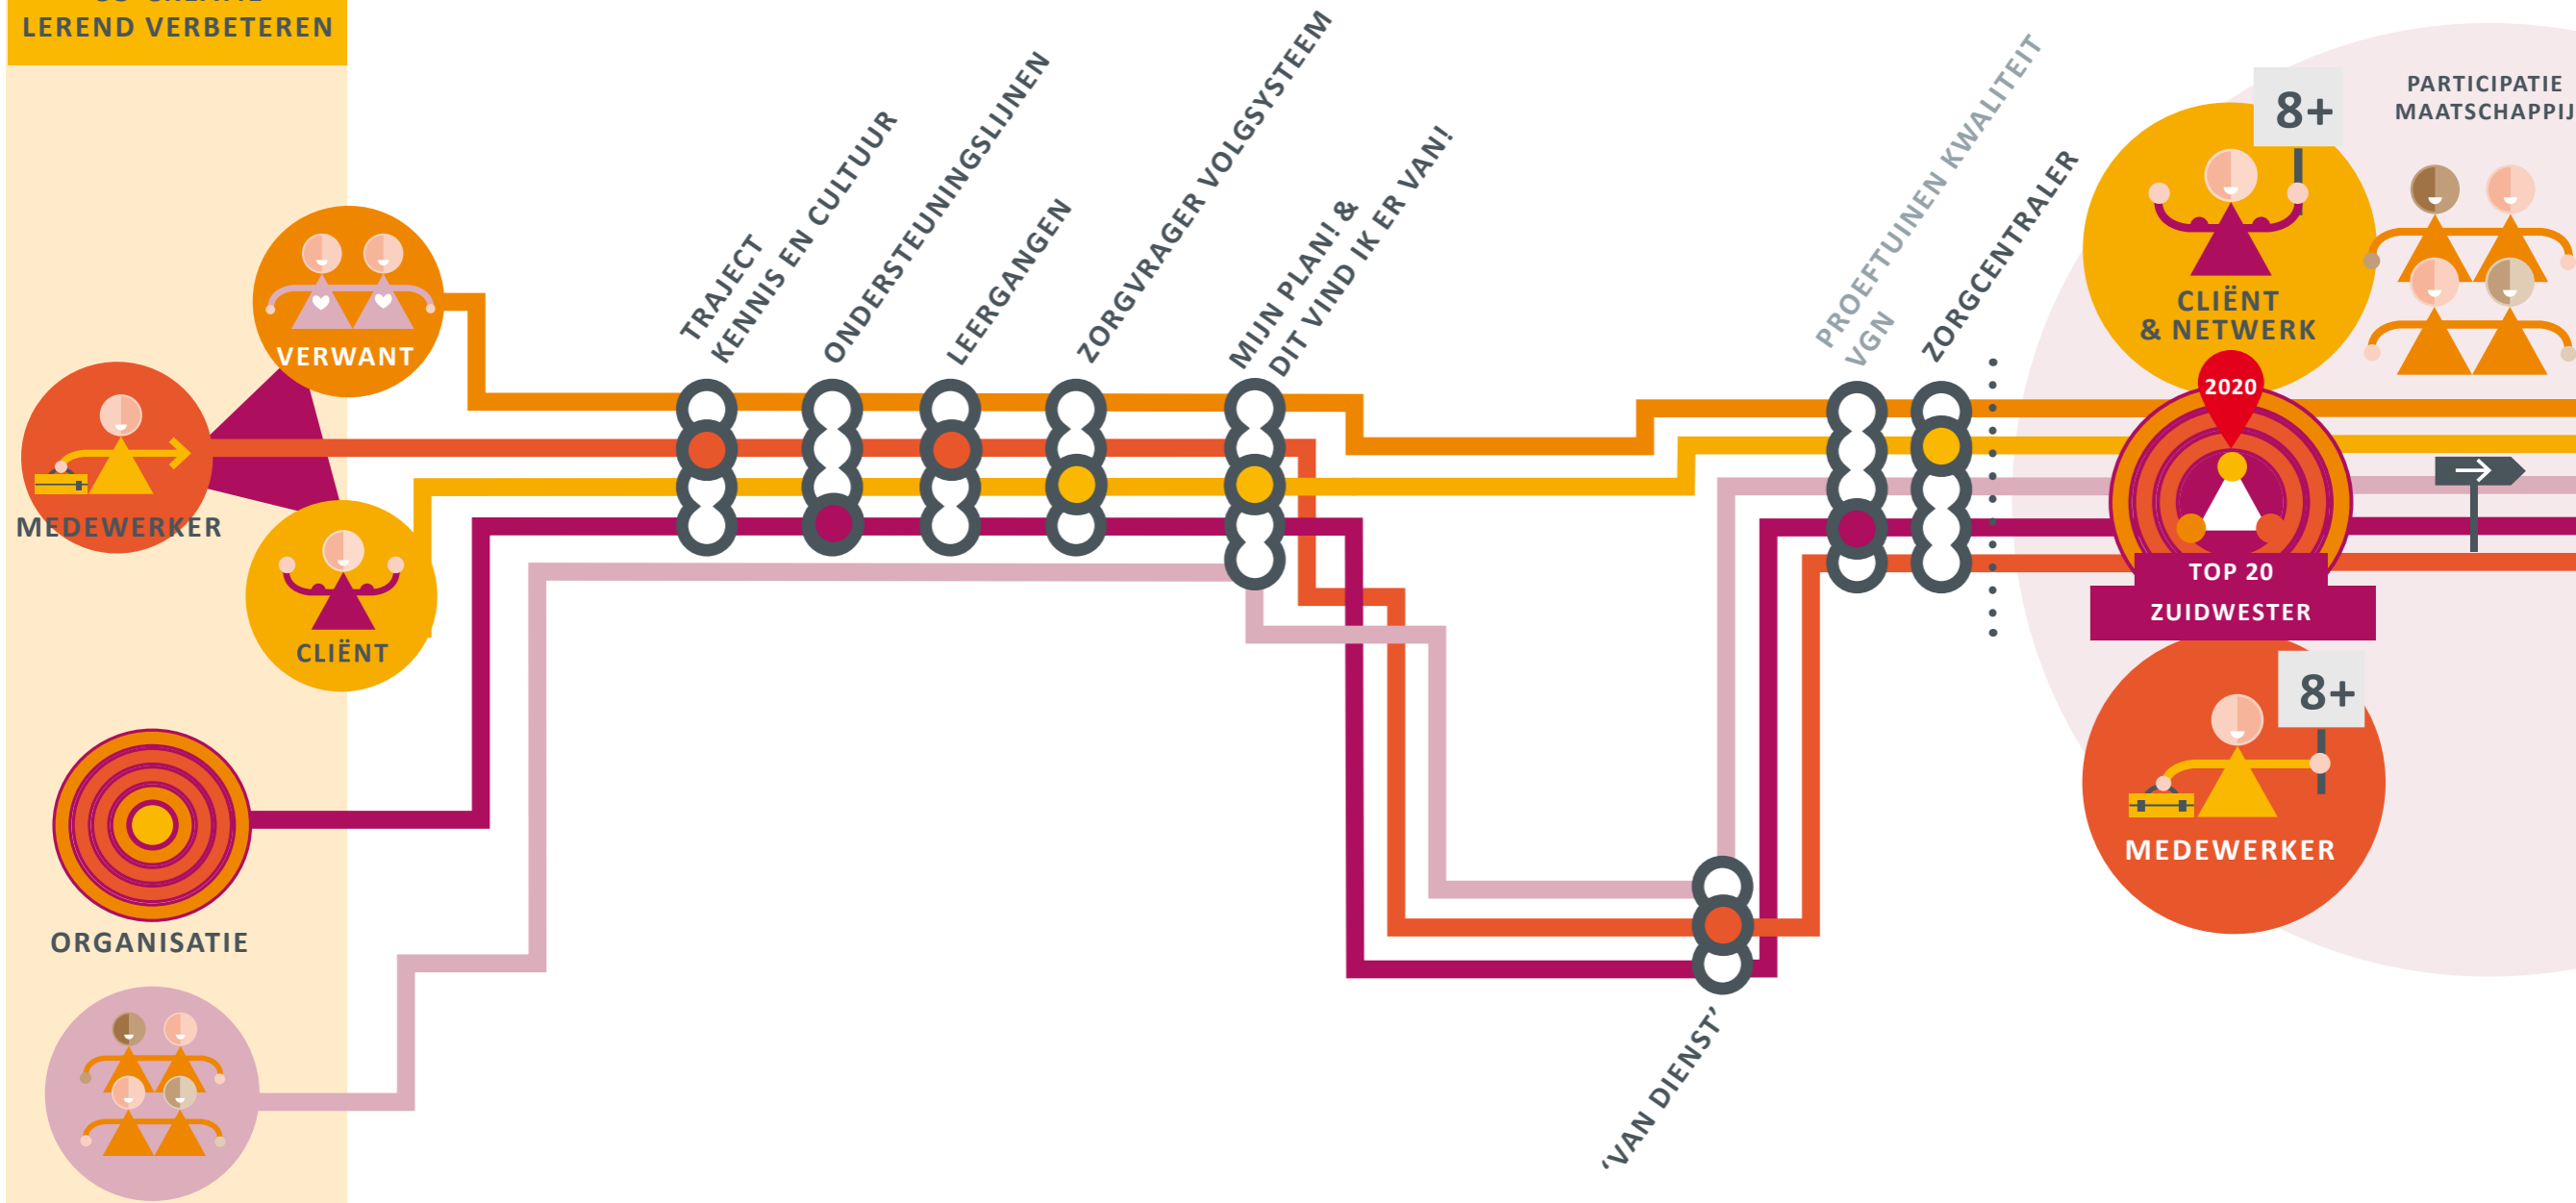 LEREND VERBETEREN
VERWANT
MEDEWERKER
CLIËNT
ORGANISATIE
TRAJECT
KENNIS EN CULTUUR
ONDERSTEUNINGSLIJNEN
LEERGANGEN
ZORGVRAGER VOLGSYSTEEM
MIJN PLAN! &
DIT VIND IK ER VAN!
'VAN DIENST'
PROEFTUINEN KWALITEIT
VGN
ZORGCENTRALER
8+
CLIËNT
& NETWERK
2020
TOP 20
ZUIDWESTER
8+
MEDEWERKER
PARTICIPATIE
MAATSCHAPPIJ